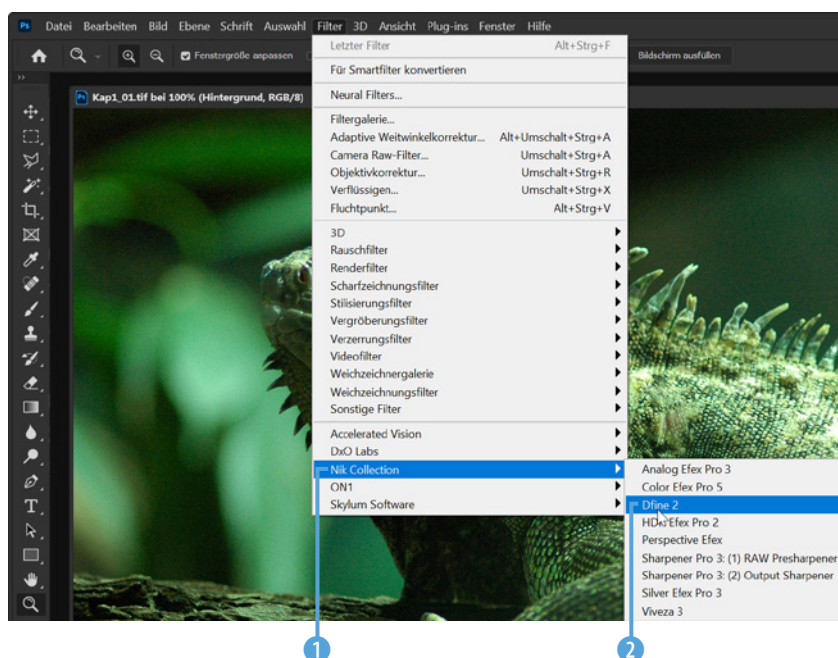 Ps Datei Bearbeiten Bild Ebene Schrift Auswahl Filter 3D Ansicht Plug-ins Fenster Hilfe
Fenstergröße anpassen
Bildschirm ausfüllen
Kap1_01.tif bei 100% (Hintergrund, RGB/8)
Letzter Filter Alt+Strg+F
Für Smartfilter konvertieren
Neural Filters...
Filtergalerie...
Adaptive Weitwinkelkorrektur... Alt+Umschalt+Strg+A
Camera Raw-Filter... Umschalt+Strg+A
Objektivkorrektur... Umschalt+Strg+R
Verflüssigen... Umschalt+Strg+X
Fluchtpunkt... Alt+Strg+V
3D
Rauschfilter
Renderfilter
Scharfzeichnungsfilter
Stilisierungsfilter
Vergröberungsfilter
Verzerrungsfilter
Videofilter
Weichzeichnergalerie
Weichzeichnungsfilter
Sonstige Filter
Accelerated Vision
DxO Labs
Nik Collection
ON1
Skylum Software
Analog Efex Pro 3
Color Efex Pro 5
Dfine 2
HDR Efex Pro 2
Perspective Efex
Sharpener Pro 3: (1) RAW Presharpener
Sharpener Pro 3: (2) Output Sharpener
Silver Efex Pro 3
Viveza 3
1 2